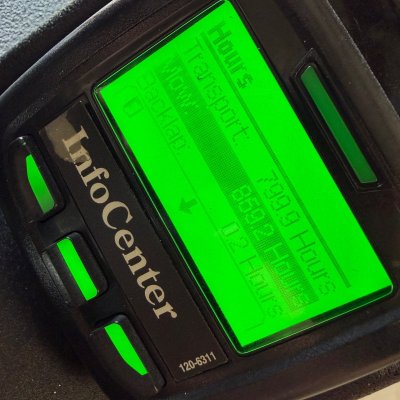 Hours
Transport: 799.9 Hours
Mow: 859.2 Hours
Backlap: 0.2 Hours
InfoCenter
120-6311